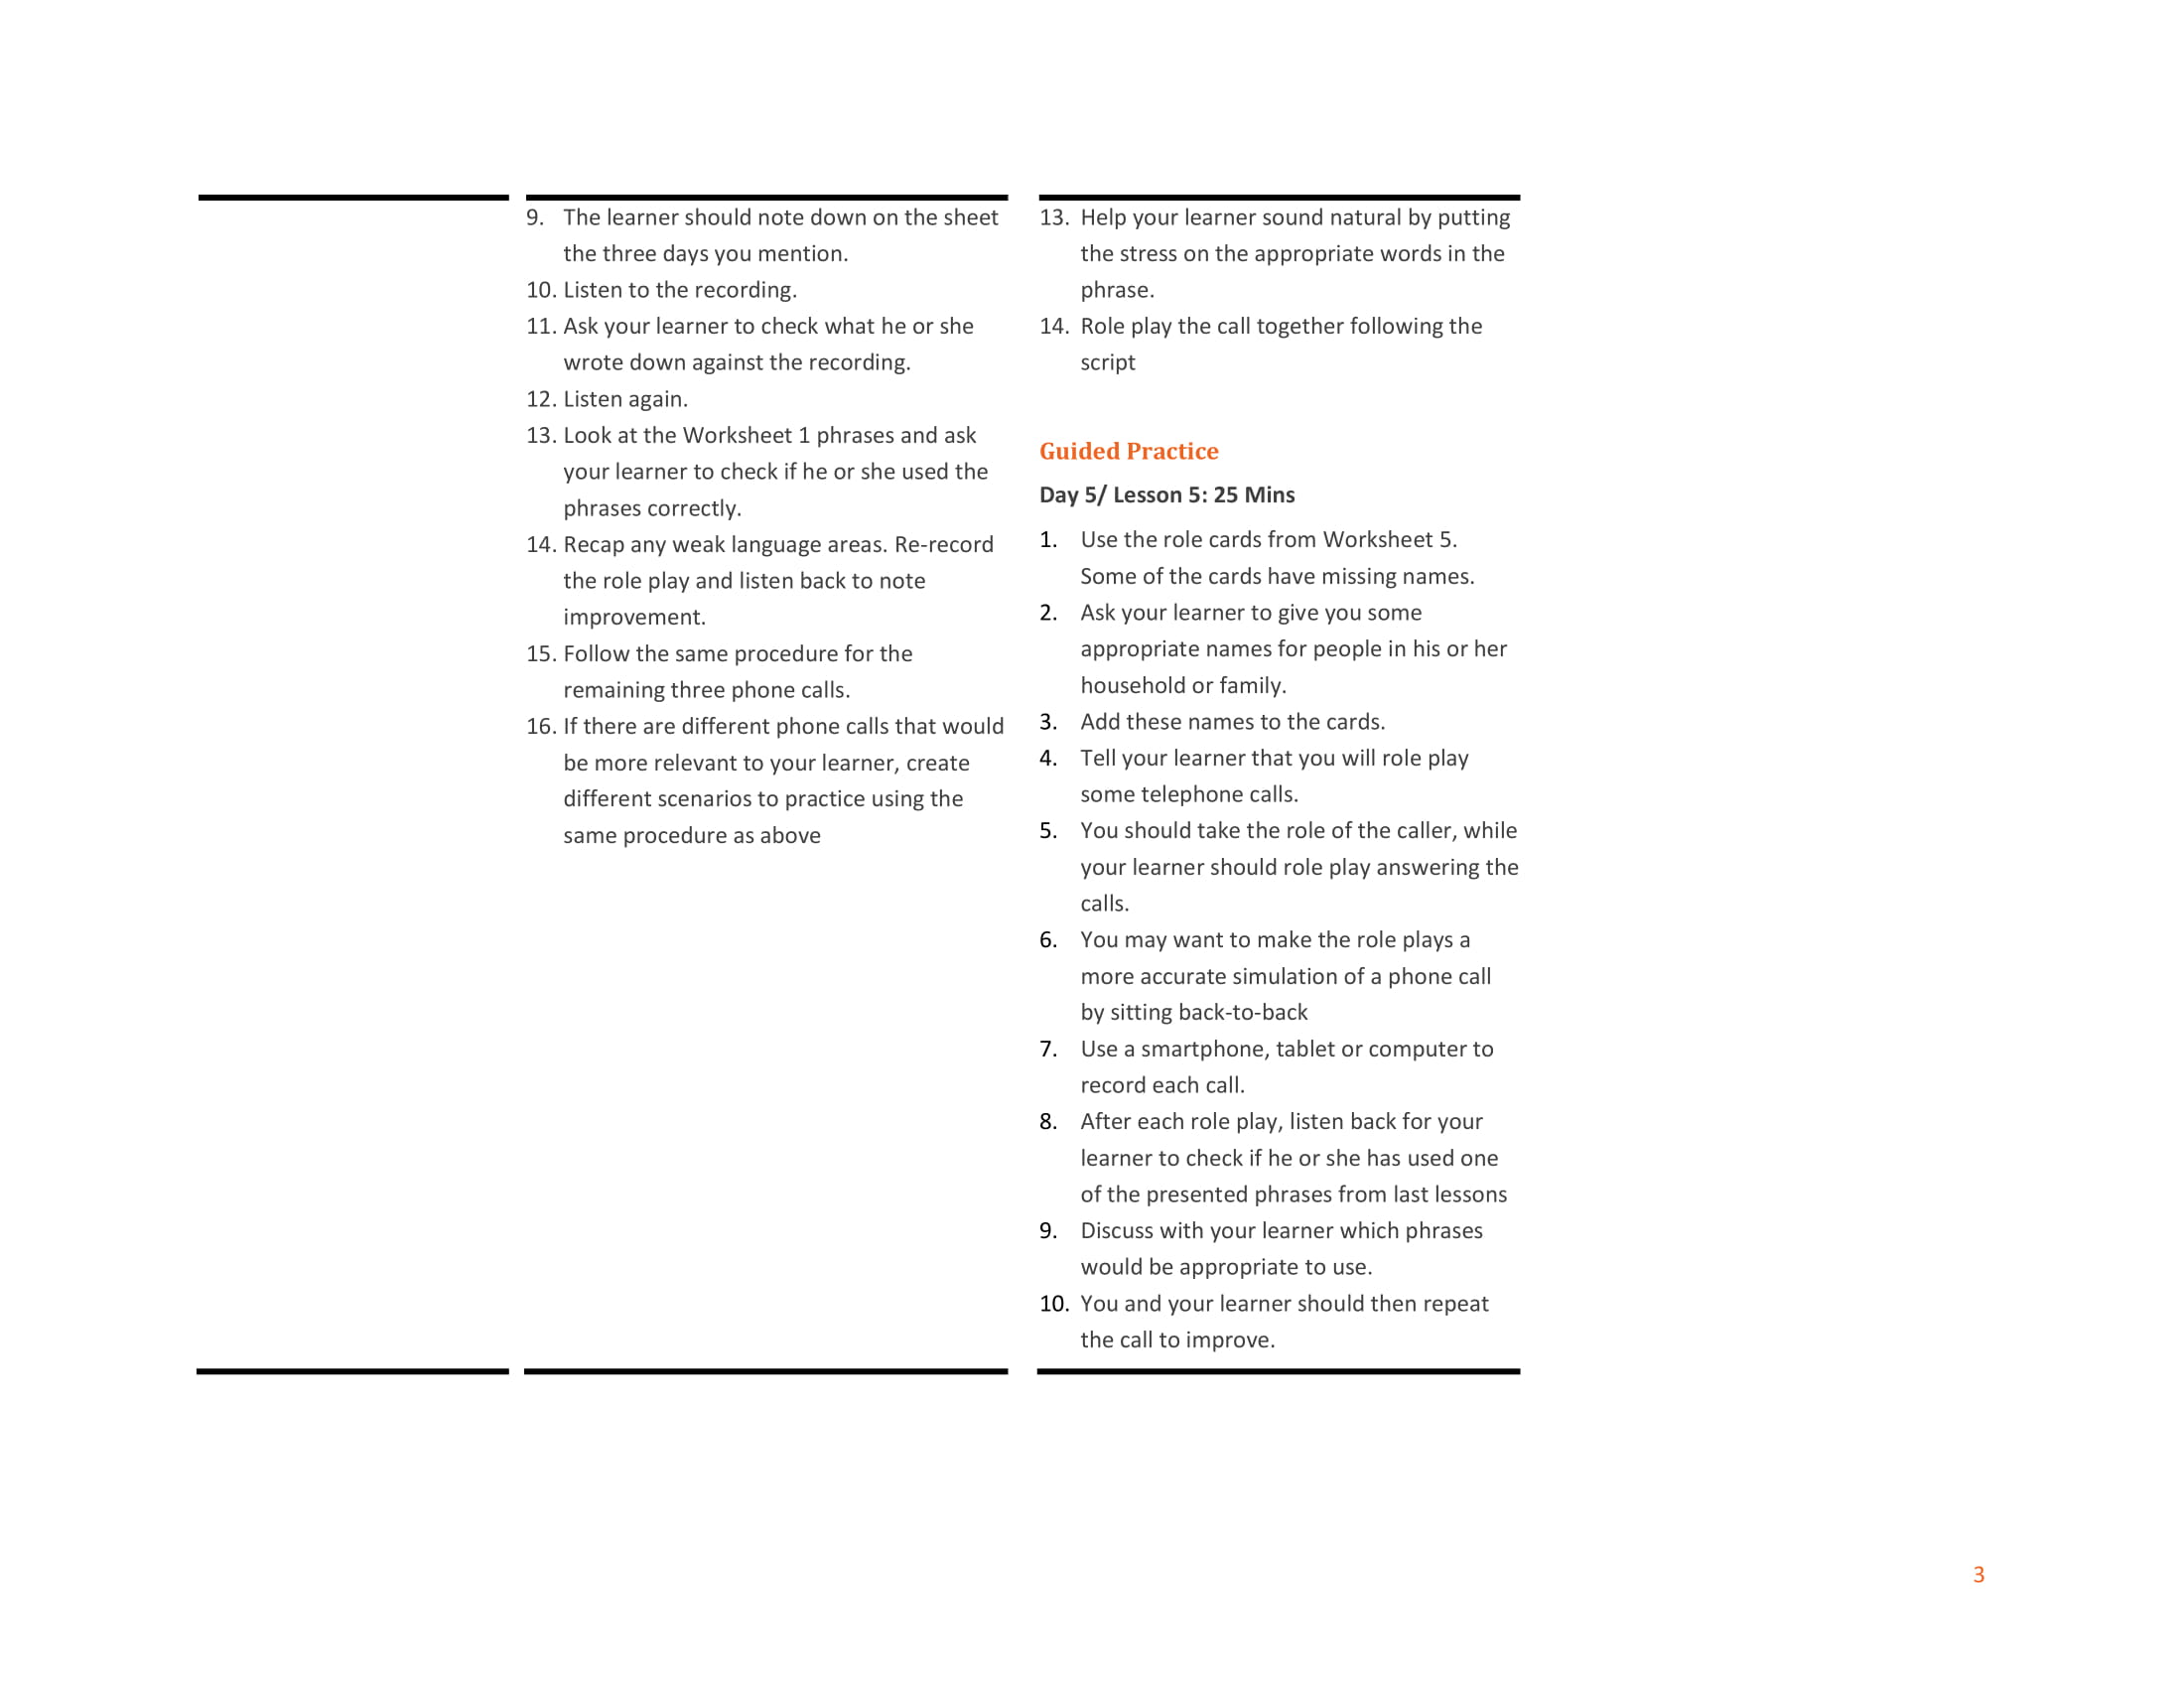 9. The learner should note down on the sheet
the three days you mention.
10. Listen to the recording.
11. Ask your learner to check what he or she
wrote down against the recording.
12. Listen again.
13. Look at the Worksheet 1 phrases and ask
your learner to check if he or she used the
phrases correctly.
14. Recap any weak language areas. Re-record
the role play and listen back to note
improvement.
15. Follow the same procedure for the
remaining three phone calls.
16. If there are different phone calls that would
be more relevant to your learner, create
different scenarios to practice using the
same procedure as above
13. Help your learner sound natural by putting
the stress on the appropriate words in the
phrase.
14. Role play the call together following the
script
Guided Practice
Day 5/ Lesson 5: 25 Mins
1. Use the role cards from Worksheet 5.
Some of the cards have missing names.
2. Ask your learner to give you some
appropriate names for people in his or her
household or family.
3. Add these names to the cards.
4. Tell your learner that you will role play
some telephone calls.
5. You should take the role of the caller, while
your learner should role play answering the
calls.
6. You may want to make the role plays a
more accurate simulation of a phone call
by sitting back-to-back
7. Use a smartphone, tablet or computer to
record each call.
8. After each role play, listen back for your
learner to check if he or she has used one
of the presented phrases from last lessons
9. Discuss with your learner which phrases
would be appropriate to use.
10. You and your learner should then repeat
the call to improve.
3